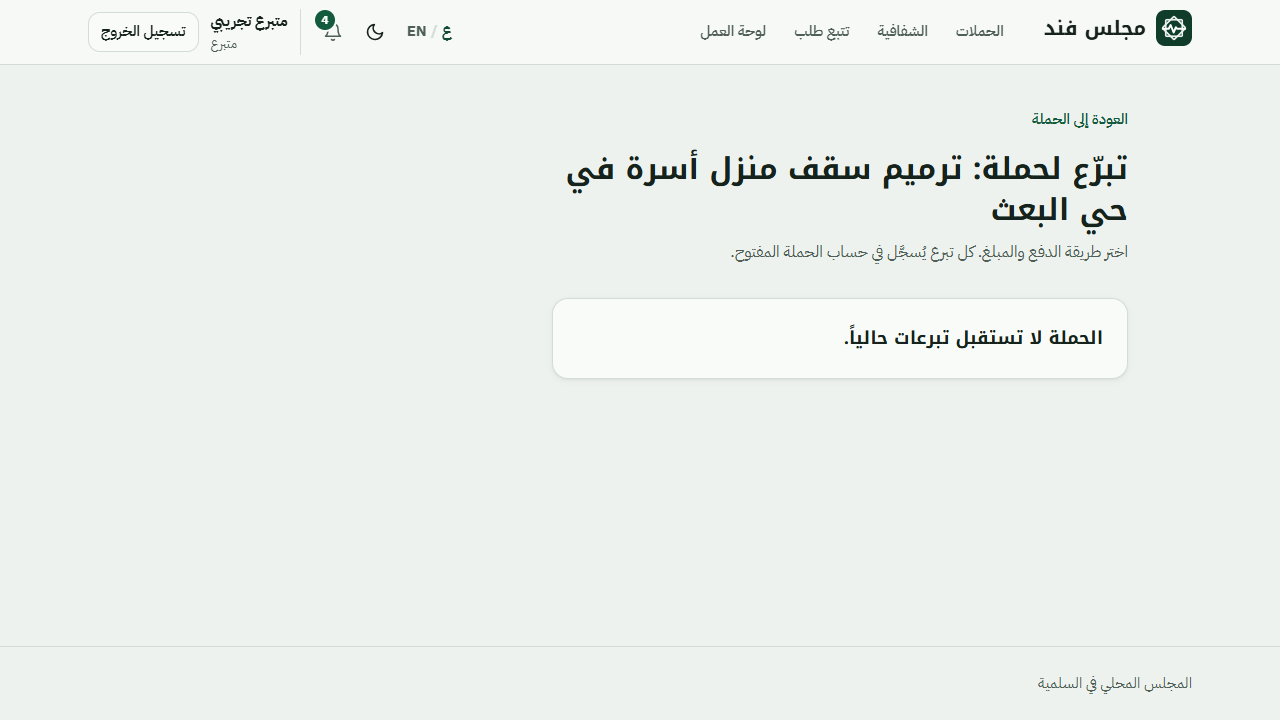 مجلس فند
الحملات
الشفافية
تتبع طلب
لوحة العمل
ع / EN
4
متبرع تجريبي
متبرع
تسجيل الخروج
العودة إلى الحملة
تبرّع لحملة: ترميم سقف منزل أسرة في
حي البعث
اختر طريقة الدفع والمبلغ. كل تبرع يُسجَّل في حساب الحملة المفتوح.
الحملة لا تستقبل تبرعات حالياً.
المجلس المحلي في السلمية